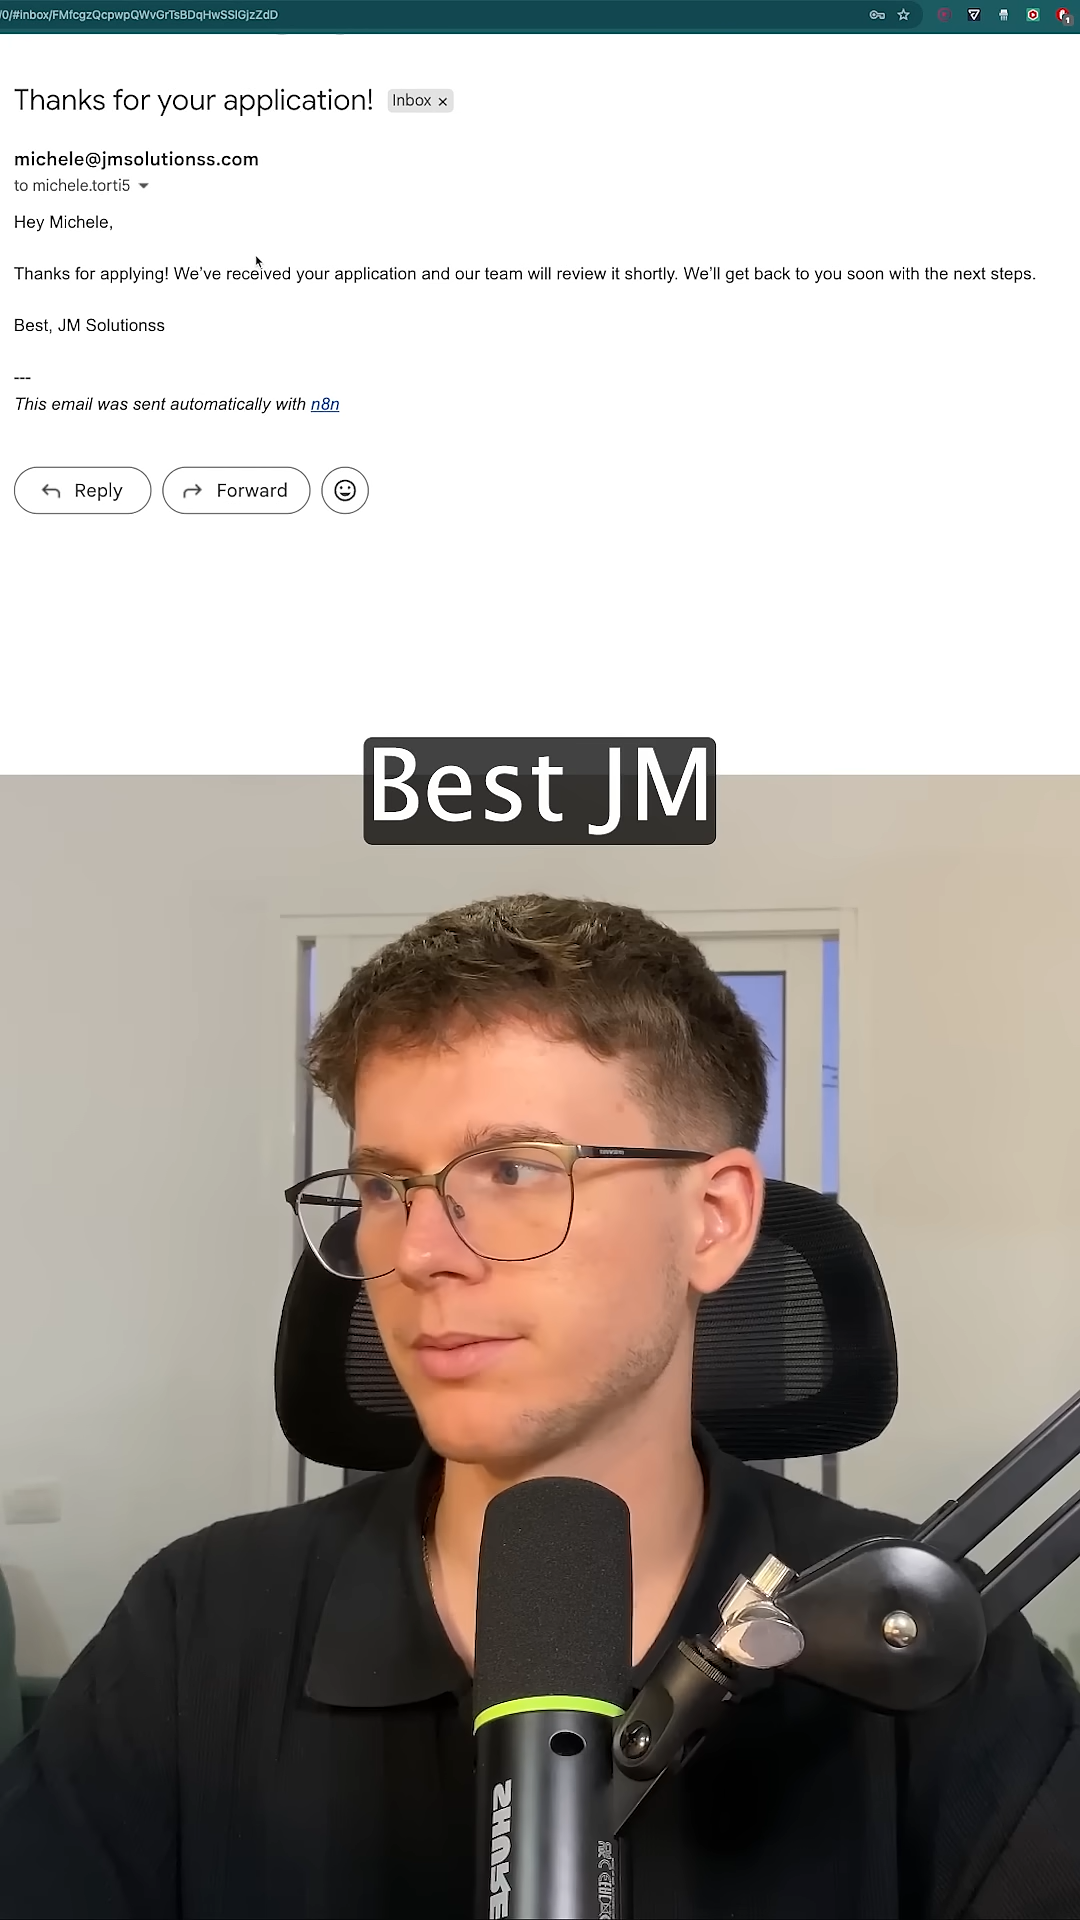 /0/#inbox/FMfcgzQcpwpQWvGrTsBDqHwSSlGjzZdD
1
Thanks for your application!
Inbox ×
michele@jmsolutionss.com
to michele.torti5
Hey Michele,
Thanks for applying! We've received your application and our team will review it shortly. We'll get back to you soon with the next steps.
Best, JM Solutionss
---
This email was sent automatically with n8n
Reply
Forward
Best JM
SHURE